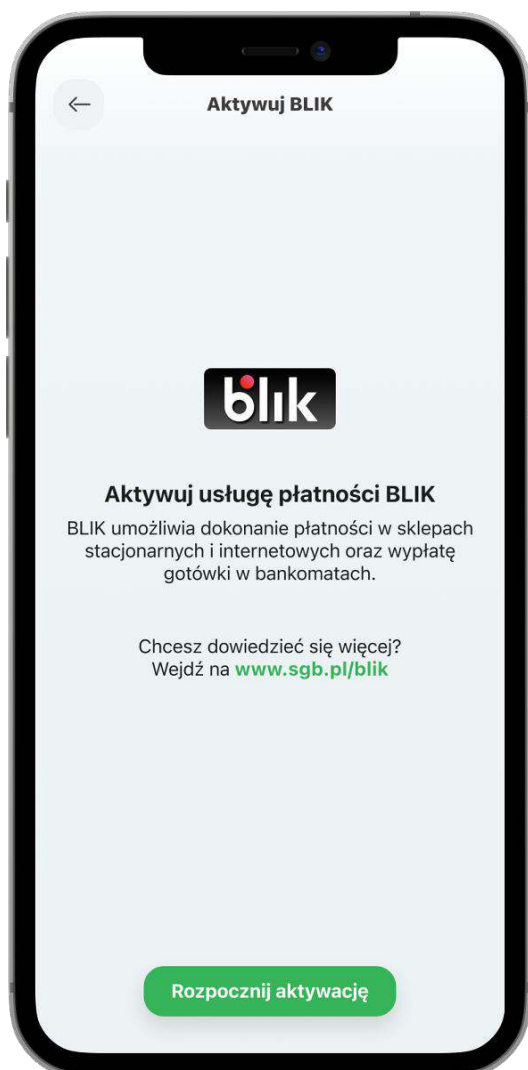 Aktywuj BLIK
blik
Aktywuj usługę płatności BLIK
BLIK umożliwia dokonanie płatności w sklepach
stacjonarnych i internetowych oraz wypłatę
gotówki w bankomatach.
Chcesz dowiedzieć się więcej?
Wejdź na www.sgb.pl/blik
Rozpocznij aktywację